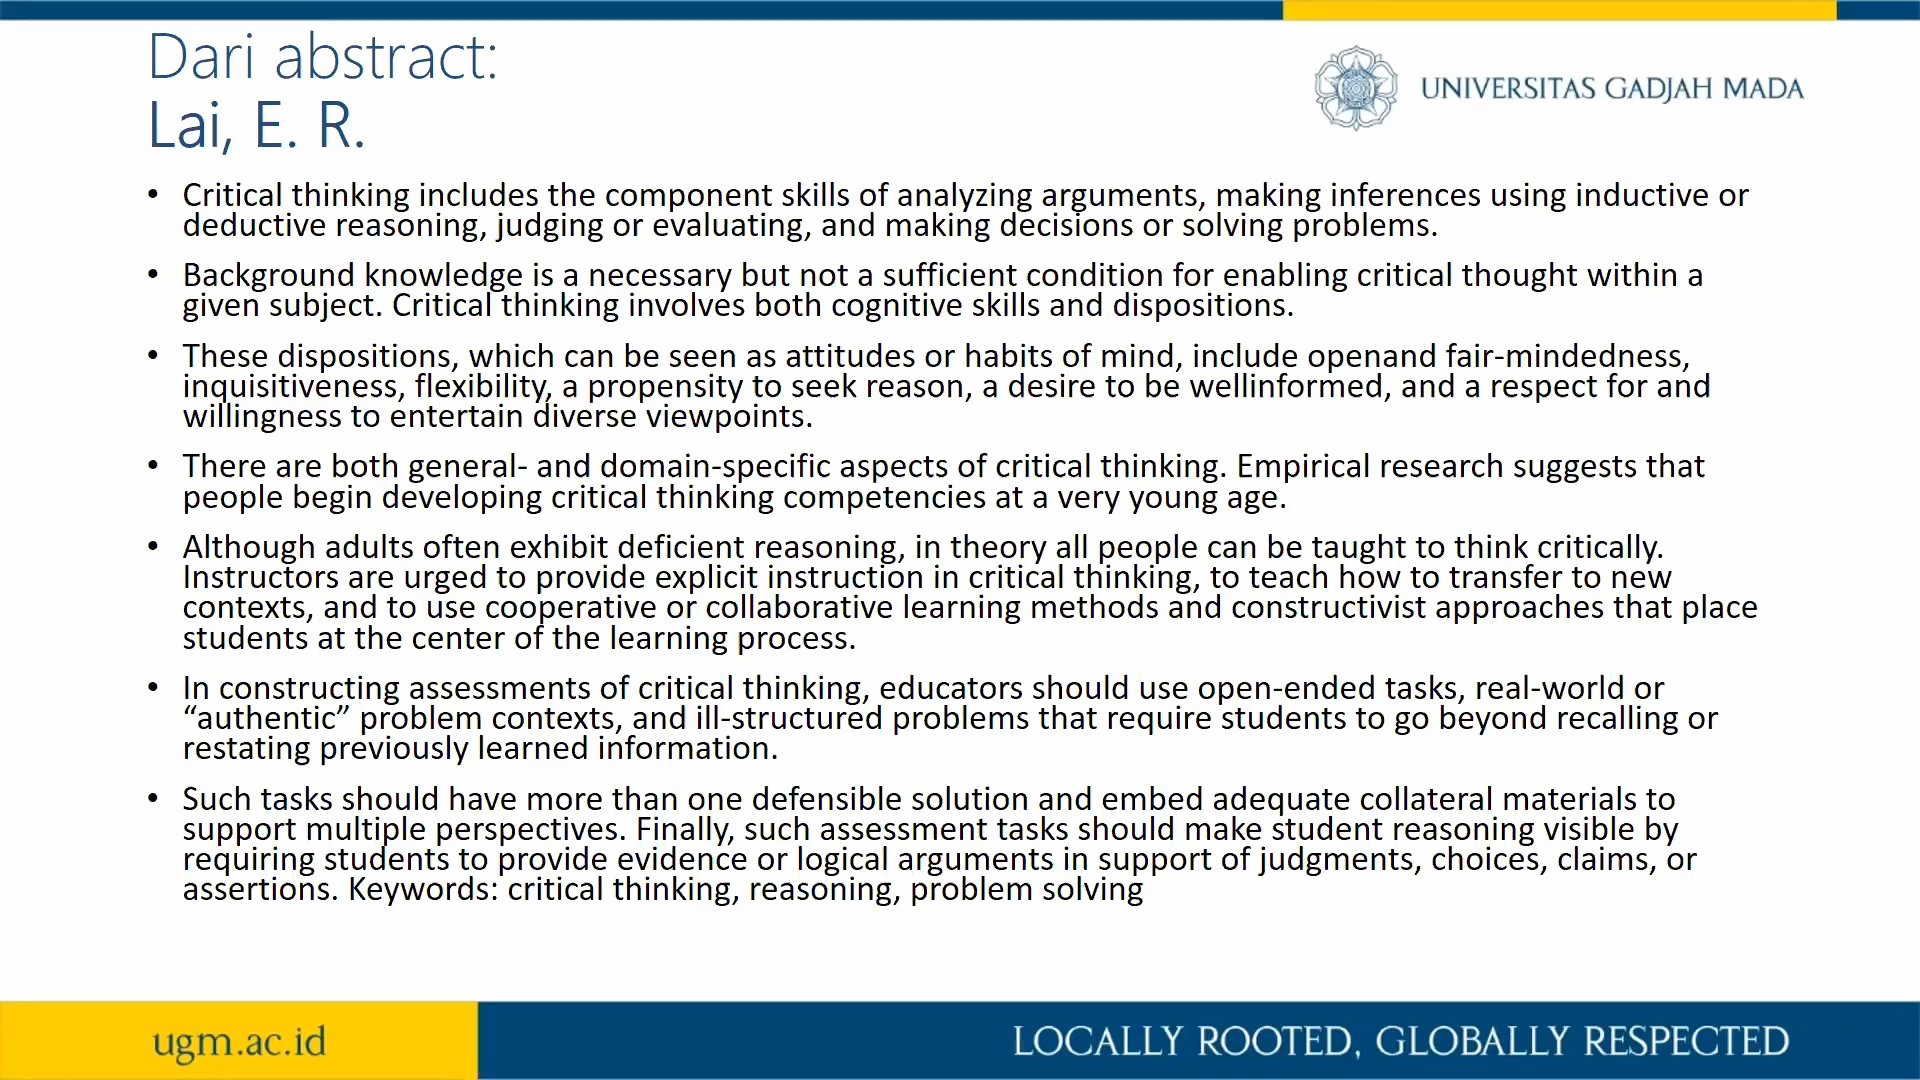 Dari abstract:
Lai, E. R.
UNIVERSITAS GADJAH MADA
• Critical thinking includes the component skills of analyzing arguments, making inferences using inductive or
deductive reasoning, judging or evaluating, and making decisions or solving problems.
• Background knowledge is a necessary but not a sufficient condition for enabling critical thought within a
given subject. Critical thinking involves both cognitive skills and dispositions.
• These dispositions, which can be seen as attitudes or habits of mind, include openand fair-mindedness,
inquisitiveness, flexibility, a propensity to seek reason, a desire to be wellinformed, and a respect for and
willingness to entertain diverse viewpoints.
• There are both general- and domain-specific aspects of critical thinking. Empirical research suggests that
people begin developing critical thinking competencies at a very young age.
• Although adults often exhibit deficient reasoning, in theory all people can be taught to think critically.
Instructors are urged to provide explicit instruction in critical thinking, to teach how to transfer to new
contexts, and to use cooperative or collaborative learning methods and constructivist approaches that place
students at the center of the learning process.
• In constructing assessments of critical thinking, educators should use open-ended tasks, real-world or
“authentic” problem contexts, and ill-structured problems that require students to go beyond recalling or
restating previously learned information.
• Such tasks should have more than one defensible solution and embed adequate collateral materials to
support multiple perspectives. Finally, such assessment tasks should make student reasoning visible by
requiring students to provide evidence or logical arguments in support of judgments, choices, claims, or
assertions. Keywords: critical thinking, reasoning, problem solving
ugm.ac.id
LOCALLY ROOTED, GLOBALLY RESPECTED